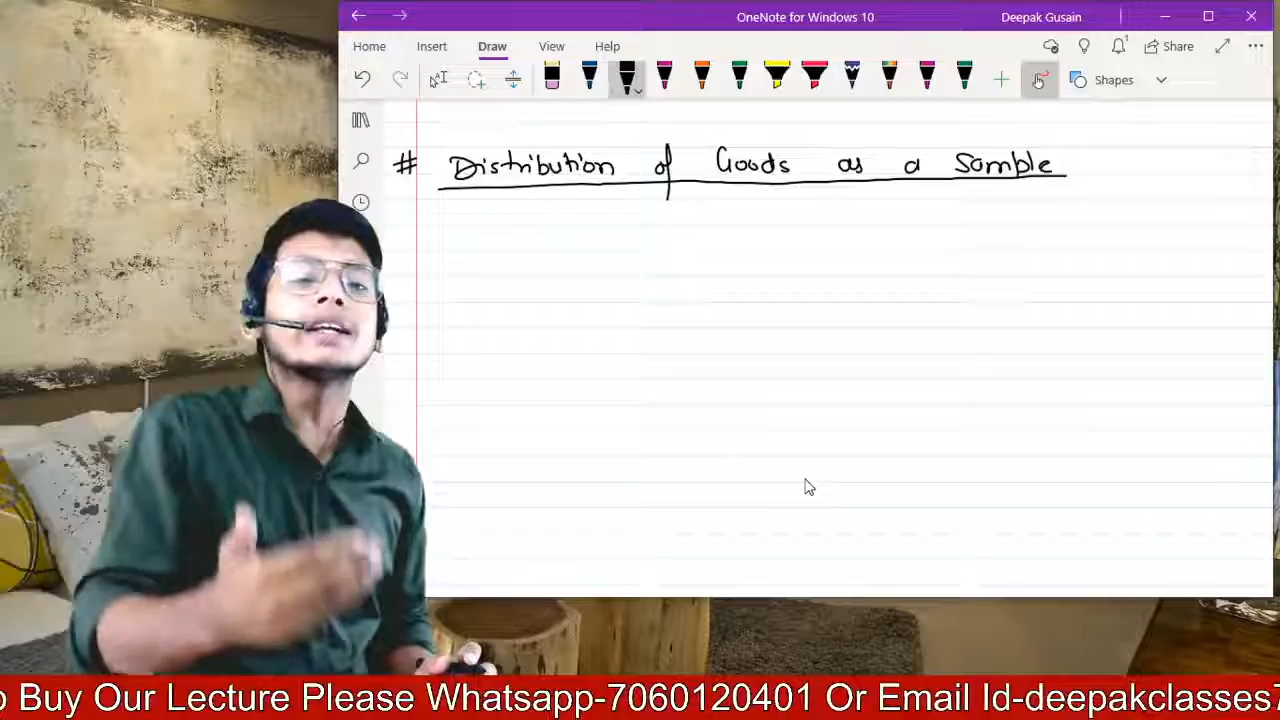 OneNote for Windows 10 Deepak Gusain
Home Insert Draw View Help Share
Shapes
# Distribution of Goods as a Sample
o Buy Our Lecture Please Whatsapp-7060120401 Or Email Id-deepakclasses7